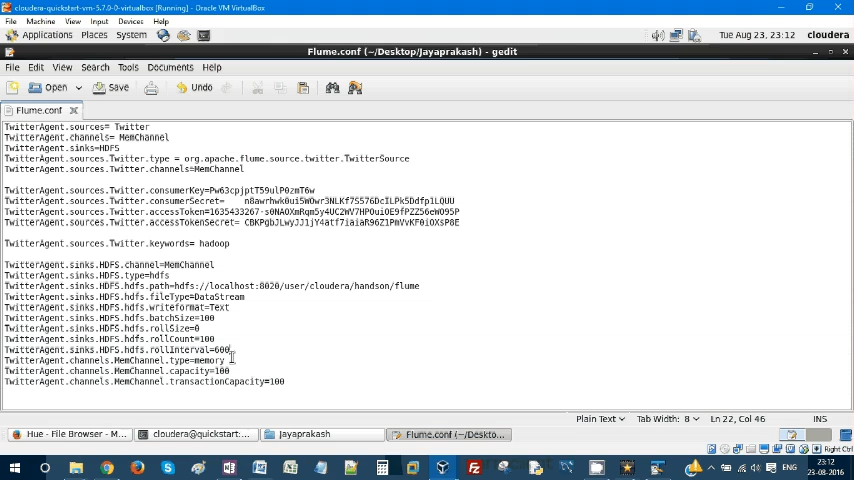 cloudera-quickstart-vm-5.7.0-0-virtualbox [Running] - Oracle VM VirtualBox
File Machine View Input Devices Help
Applications Places System Tue Aug 23, 23:12 cloudera
Flume.conf (~/Desktop/Jayaprakash) - gedit
File Edit View Search Tools Documents Help
Open Save Undo
Flume.conf
TwitterAgent.sources= Twitter
TwitterAgent.channels= MemChannel
TwitterAgent.sinks=HDFS
TwitterAgent.sources.Twitter.type = org.apache.flume.source.twitter.TwitterSource
TwitterAgent.sources.Twitter.channels=MemChannel
TwitterAgent.sources.Twitter.consumerKey=
TwitterAgent.sources.Twitter.consumerSecret=
TwitterAgent.sources.Twitter.accessToken=
TwitterAgent.sources.Twitter.accessTokenSecret=
TwitterAgent.sources.Twitter.keywords= hadoop
TwitterAgent.sinks.HDFS.channel=MemChannel
TwitterAgent.sinks.HDFS.type=hdfs
TwitterAgent.sinks.HDFS.hdfs.path=hdfs://localhost:8020/user/cloudera/handson/flume
TwitterAgent.sinks.HDFS.hdfs.fileType=DataStream
TwitterAgent.sinks.HDFS.hdfs.writeformat=Text
TwitterAgent.sinks.HDFS.hdfs.batchSize=100
TwitterAgent.sinks.HDFS.hdfs.rollSize=0
TwitterAgent.sinks.HDFS.hdfs.rollCount=100
TwitterAgent.sinks.HDFS.hdfs.rollInterval=600
TwitterAgent.channels.MemChannel.type=memory
TwitterAgent.channels.MemChannel.capacity=100
TwitterAgent.channels.MemChannel.transactionCapacity=100
Plain Text Tab Width: 8 Ln 22, Col 46 INS
Hue - File Browser - M... cloudera@quickstart:... Jayaprakash Flume.conf (~/Deskto...
Right Ctrl
ENG 23:12
23-08-2016